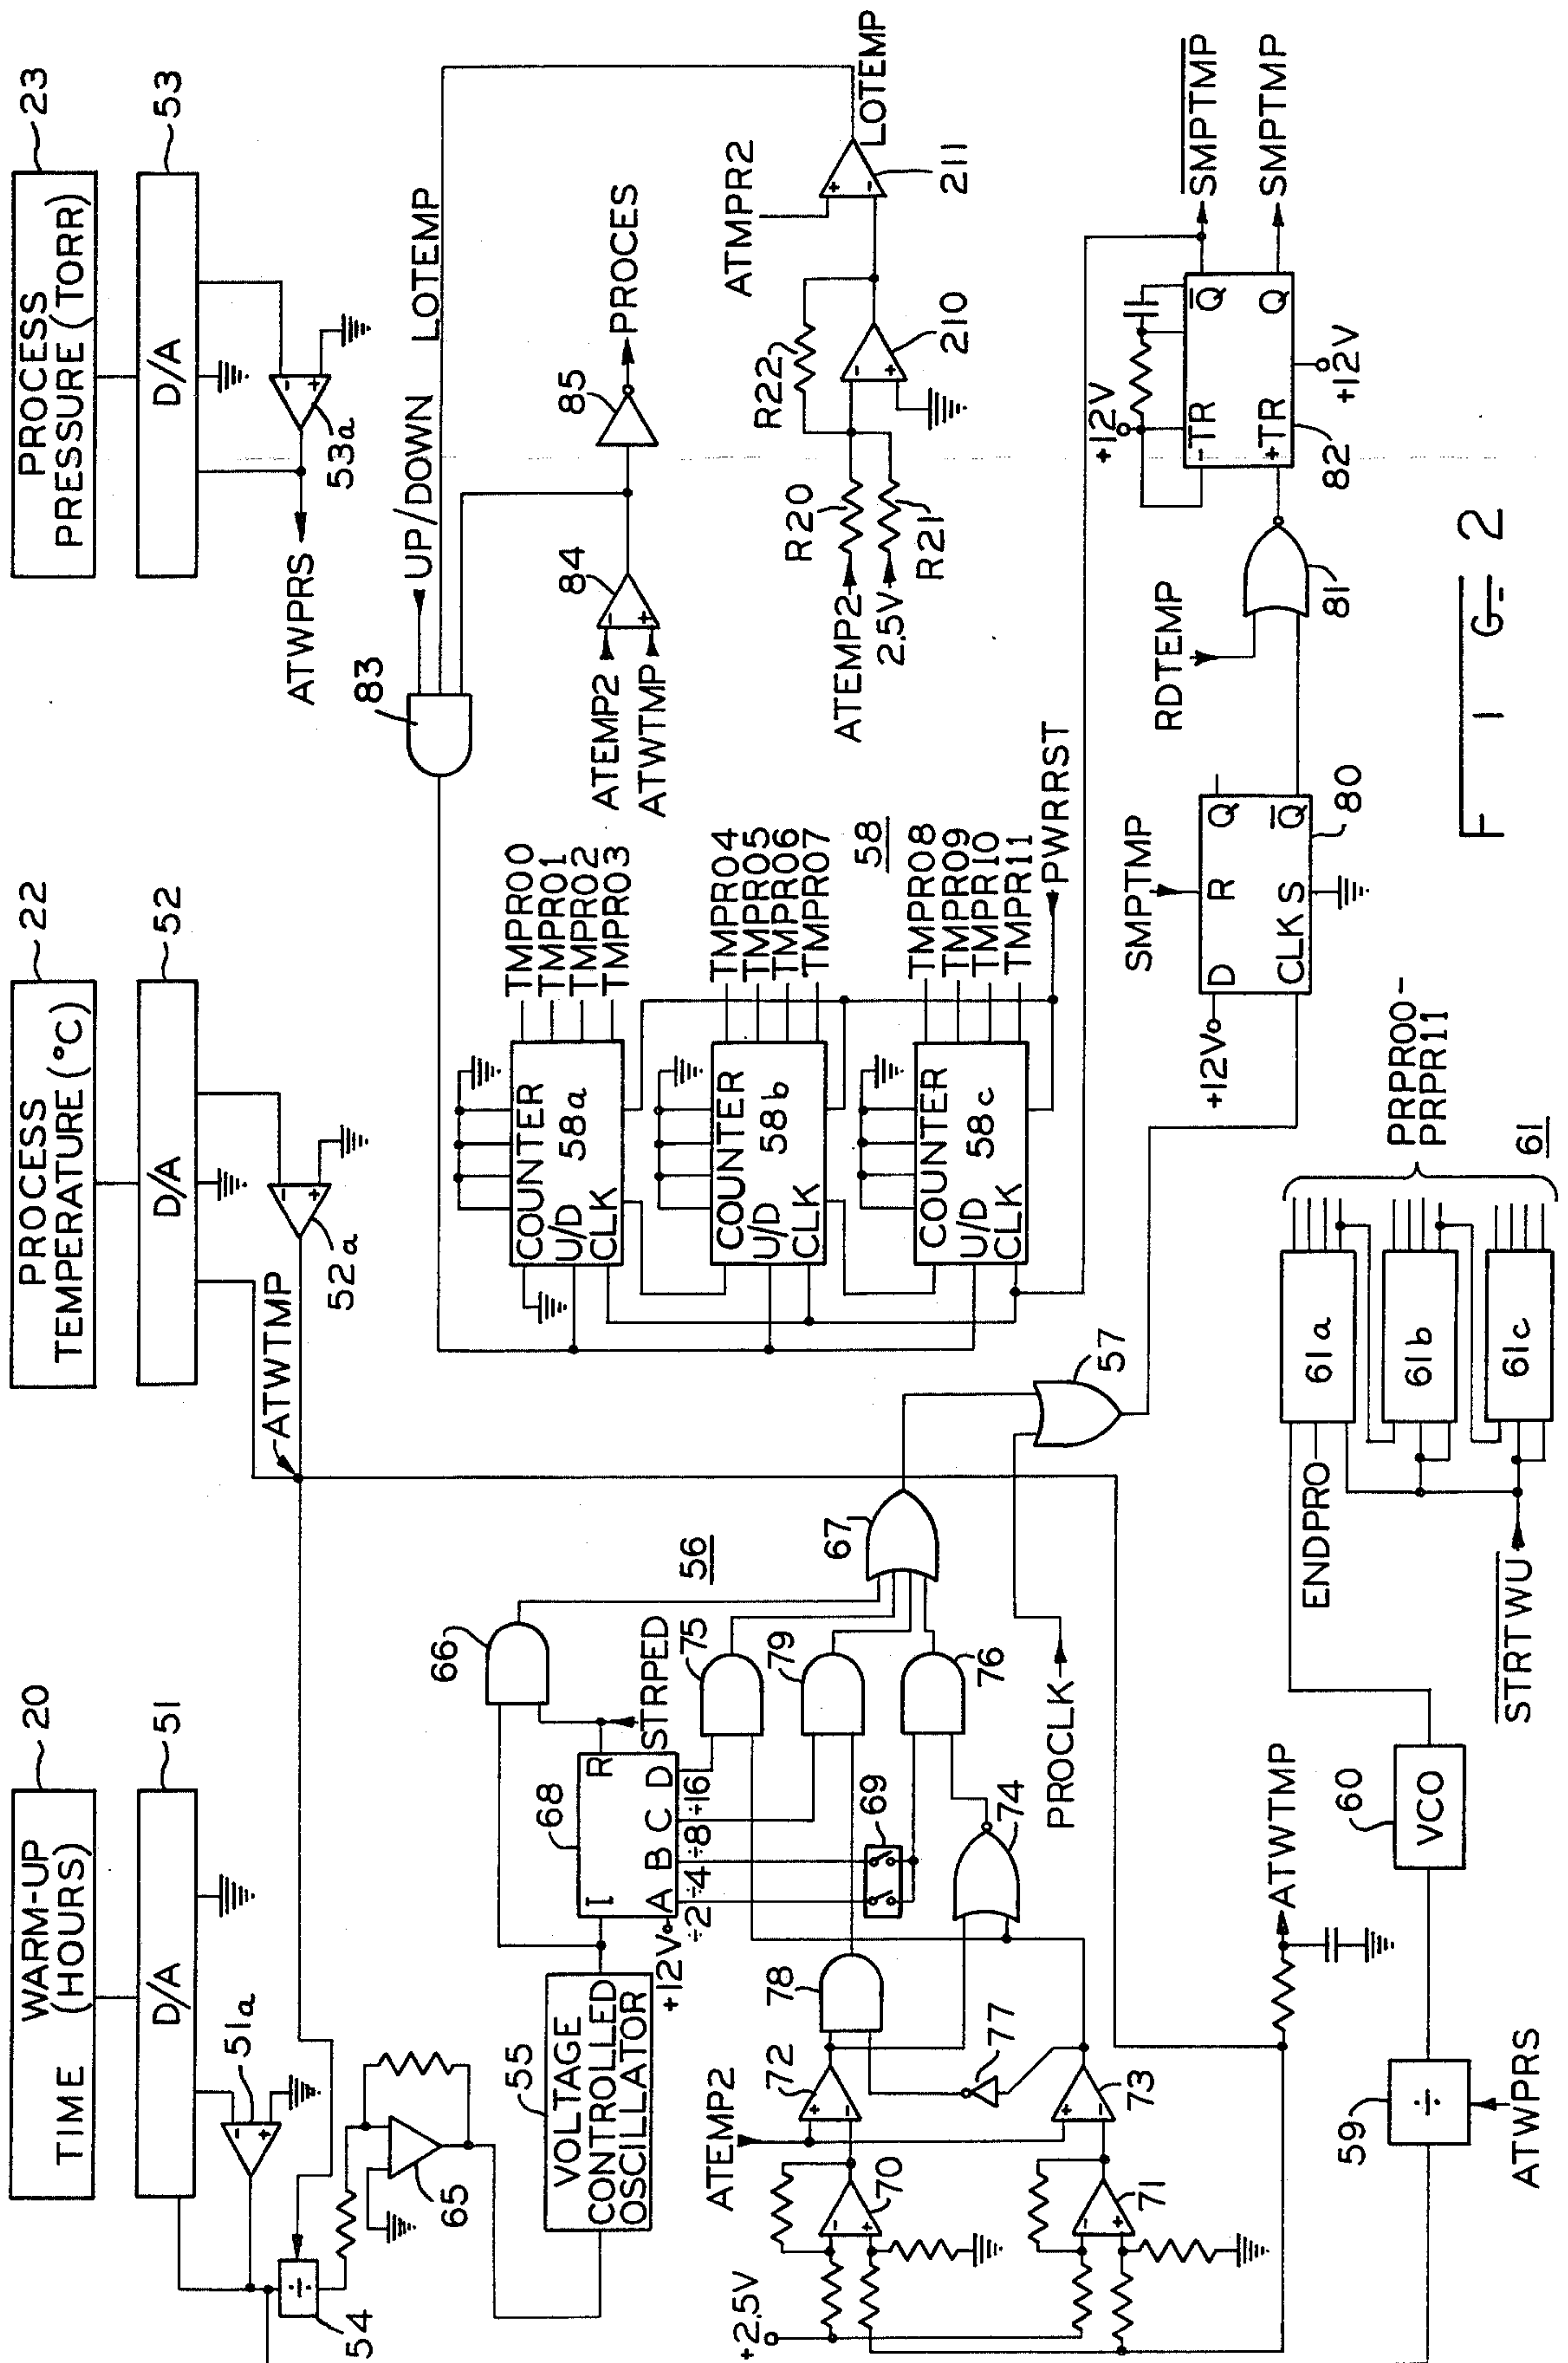 WARM-UP
TIME (HOURS)
20
PROCESS
TEMPERATURE (°C)
22
PROCESS
PRESSURE (TORR)
23
D/A
51
D/A
52
D/A
53
51a
52a
53a
ATWTMP
ATWPRS
54
÷
65
VOLTAGE
CONTROLLED
OSCILLATOR
55
66
68
I
R
STRPED
A B C D
+12V
÷2 ÷4 ÷8 ÷16
69
56
75
79
76
67
57
PROCLK
ATEMP2
72
78
77
73
74
70
71
+2.5V
ATWTMP
59
÷
ATWPRS
60
VCO
ENDPRO
STRTWU
61a
61b
61c
61
PRPR00-
PRPR11
83
UP/DOWN
LOTEMP
COUNTER
58a
U/D
CLK
TMPR00
TMPR01
TMPR02
TMPR03
COUNTER
58b
U/D
CLK
TMPR04
TMPR05
TMPR06
TMPR07
58
COUNTER
58c
U/D
CLK
TMPR08
TMPR09
TMPR10
TMPR11
PWRRST
ATEMP2
ATWTMP
84
85
PROCES
ATEMP2
2.5V
R20
R21
R22
210
ATMPR2
211
LOTEMP
SMPTMP
+12V
D R Q
CLK S Q
80
RDTEMP
81
+12V
-TR Q
+TR Q
82
+12V
SMPTMP
SMPTMP
FIG_2